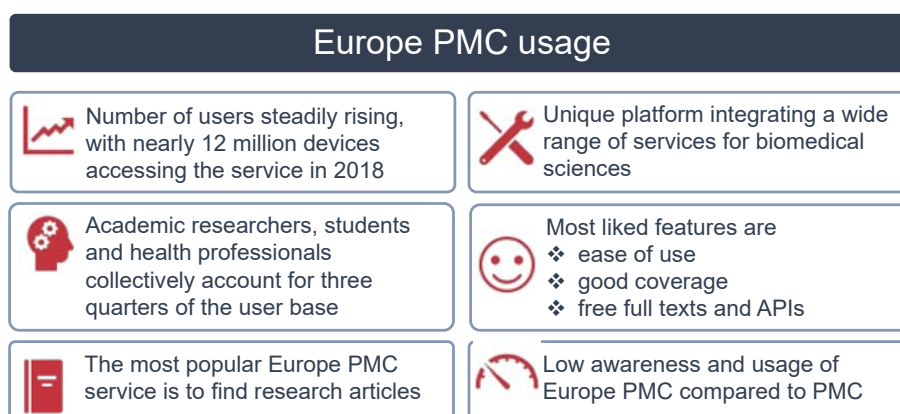 Europe PMC usage
Number of users steadily rising,
with nearly 12 million devices
accessing the service in 2018
Unique platform integrating a wide
range of services for biomedical
sciences
Academic researchers, students
and health professionals
collectively account for three
quarters of the user base
Most liked features are
❖ ease of use
❖ good coverage
❖ free full texts and APIs
The most popular Europe PMC
service is to find research articles
Low awareness and usage of
Europe PMC compared to PMC